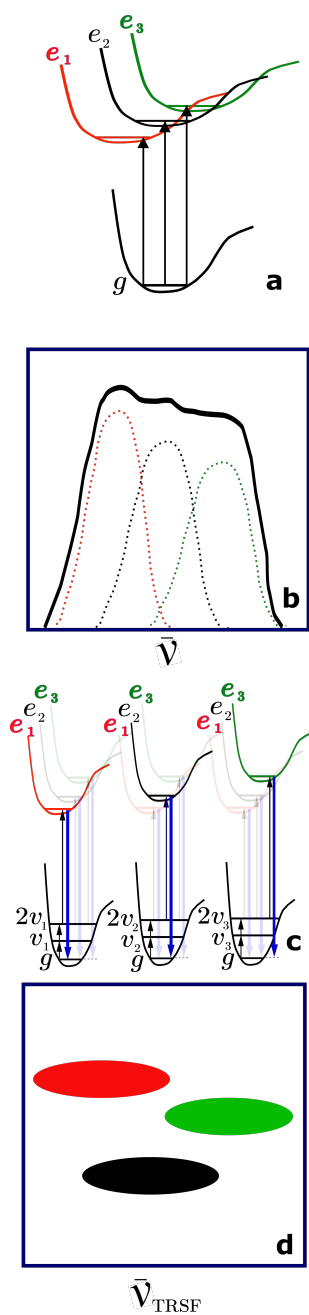 e₃
e₂
e₁
g
a
b
ν̄
e₃
e₂
e₁
e₃
e₂
e₁
e₃
e₂
e₁
2v₁
v₁
g
2v₂
v₂
g
2v₃
v₃
g
c
d
ν̄TRSF